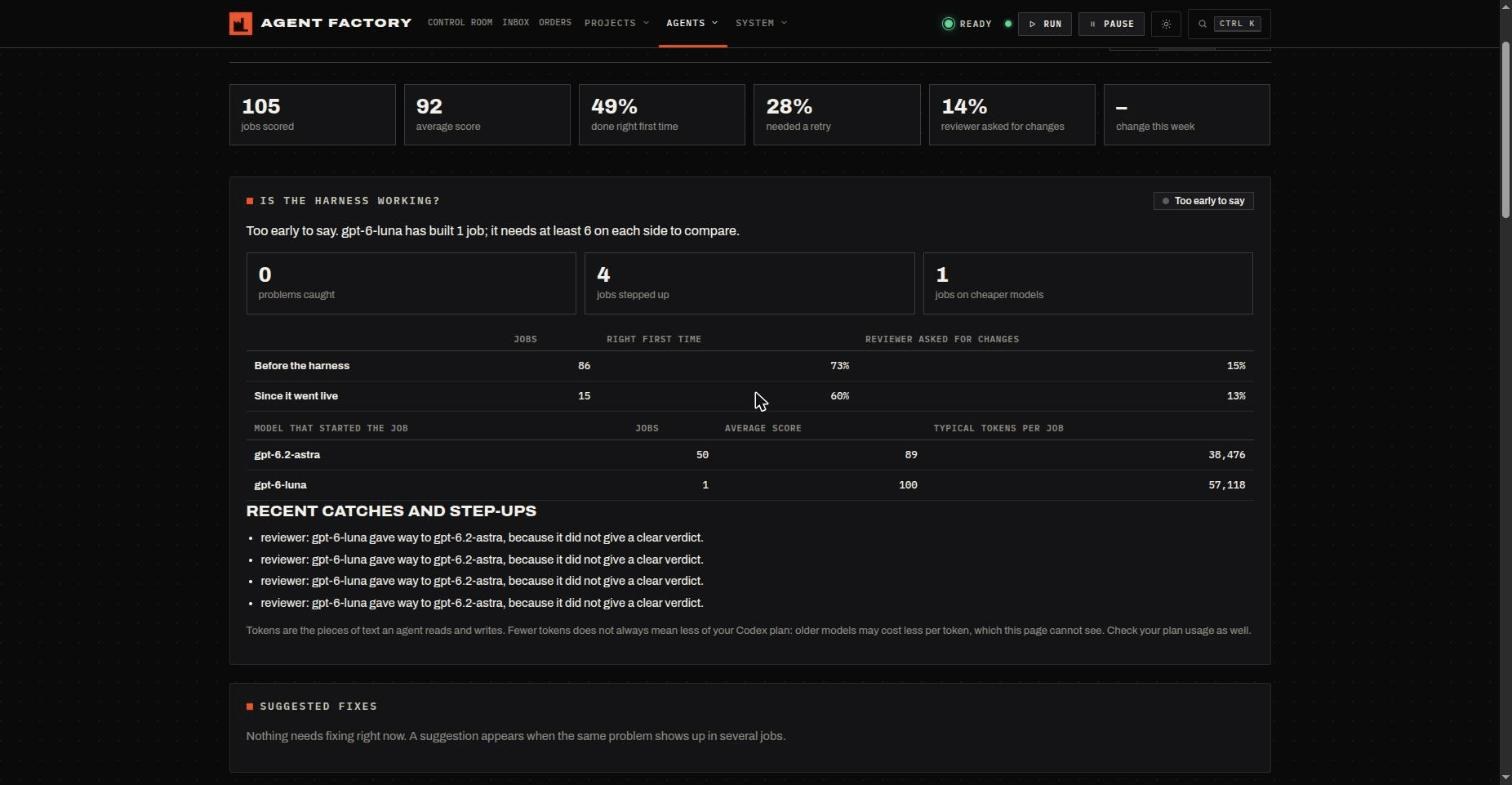 AGENT FACTORY CONTROL ROOM INBOX ORDERS PROJECTS AGENTS SYSTEM READY RUN PAUSE CTRL K
105 92 49% 28% 14% –
jobs scored average score done right first time needed a retry reviewer asked for changes change this week
IS THE HARNESS WORKING? Too early to say
Too early to say. gpt-6-luna has built 1 job; it needs at least 6 on each side to compare.
0 4 1
problems caught jobs stepped up jobs on cheaper models
JOBS RIGHT FIRST TIME REVIEWER ASKED FOR CHANGES
Before the harness 86 73% 15%
Since it went live 15 60% 13%
MODEL THAT STARTED THE JOB JOBS AVERAGE SCORE TYPICAL TOKENS PER JOB
gpt-6.2-astra 50 89 38,476
gpt-6-luna 1 100 57,118
RECENT CATCHES AND STEP-UPS
• reviewer: gpt-6-luna gave way to gpt-6.2-astra, because it did not give a clear verdict.
• reviewer: gpt-6-luna gave way to gpt-6.2-astra, because it did not give a clear verdict.
• reviewer: gpt-6-luna gave way to gpt-6.2-astra, because it did not give a clear verdict.
• reviewer: gpt-6-luna gave way to gpt-6.2-astra, because it did not give a clear verdict.
Tokens are the pieces of text an agent reads and writes. Fewer tokens does not always mean less of your Codex plan: older models may cost less per token, which this page cannot see. Check your plan usage as well.
SUGGESTED FIXES
Nothing needs fixing right now. A suggestion appears when the same problem shows up in several jobs.